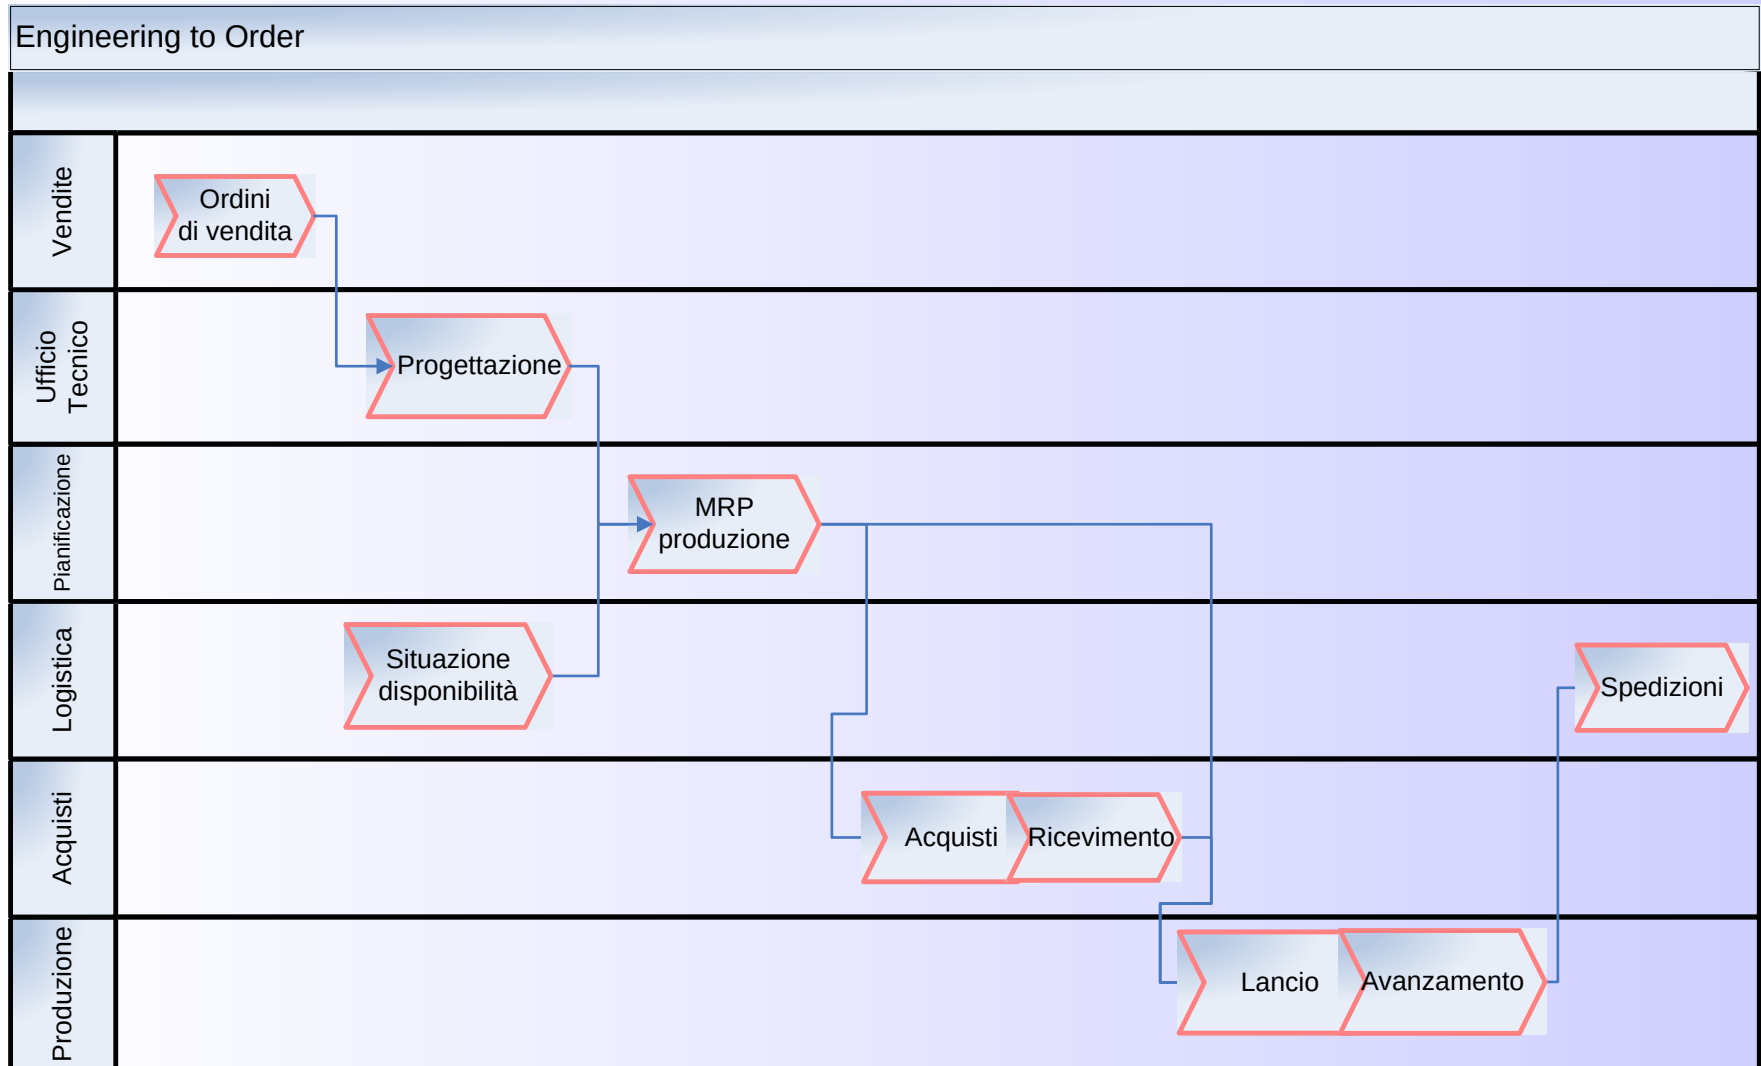 Engineering to Order
Vendite
Ordini
di vendita
Ufficio
Tecnico
Progettazione
Pianificazione
MRP
produzione
Logistica
Situazione
disponibilità
Spedizioni
Acquisti
Acquisti
Ricevimento
Produzione
Lancio
Avanzamento